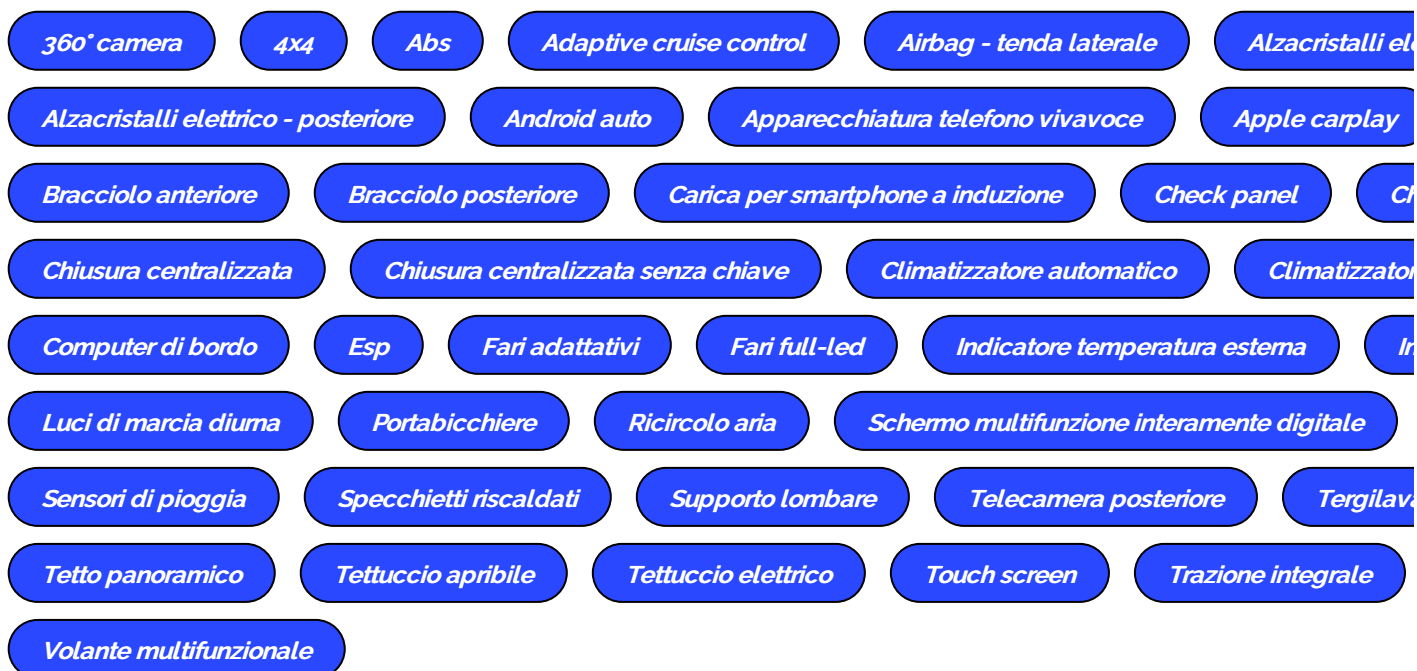 360° camera 4x4 Abs Adaptive cruise control Airbag - tenda laterale Alzacristalli
Alzacristalli elettrico - posteriore Android auto Apparecchiatura telefono vivavoce Apple carplay
Bracciolo anteriore Bracciolo posteriore Carica per smartphone a induzione Check panel
Chiusura centralizzata Chiusura centralizzata senza chiave Climatizzatore automatico
Computer di bordo Esp Fari adattativi Fari full-led Indicatore temperatura esterna
Luci di marcia diurna Portabicchiere Ricircolo aria Schermo multifunzione interamente digitale
Sensori di pioggia Specchietti riscaldati Supporto lombare Telecamera posteriore
Tetto panoramico Tettuccio apribile Tettuccio elettrico Touch screen Trazione integrale
Volante multifunzionale